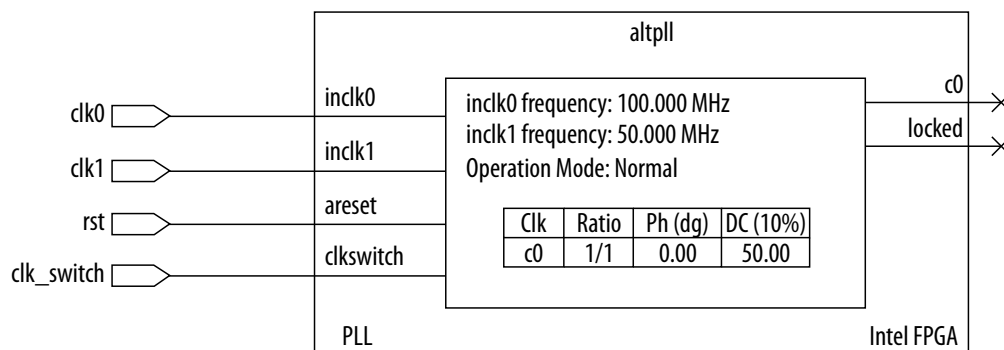 altpll
clk0
inclk0
inclk0 frequency: 100.000 MHz
c0
clk1
inclk1
inclk1 frequency: 50.000 MHz
locked
Operation Mode: Normal
rst
areset
Clk Ratio Ph (dg) DC (10%)
c0 1/1 0.00 50.00
clk_switch
clkswitch
PLL
Intel FPGA